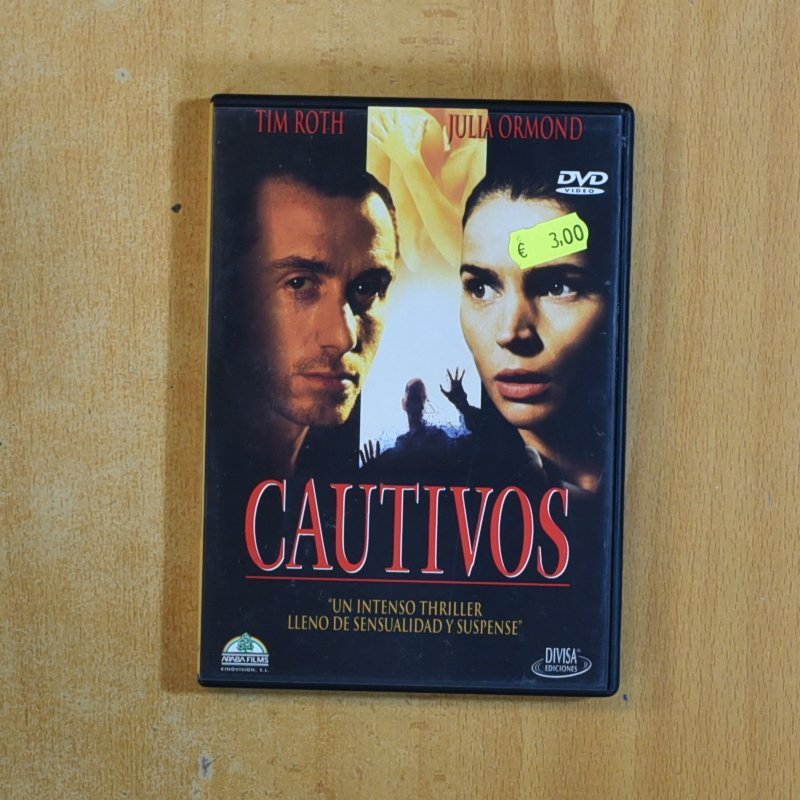 TIM ROTH
JULIA ORMOND
DVD
VIDEO
€ 3,00
CAUTIVOS
"UN INTENSO THRILLER
LLENO DE SENSUALIDAD Y SUSPENSE"
ARABA FILMS
KINOVISION, S.L.
DIVISA
EDICIONES